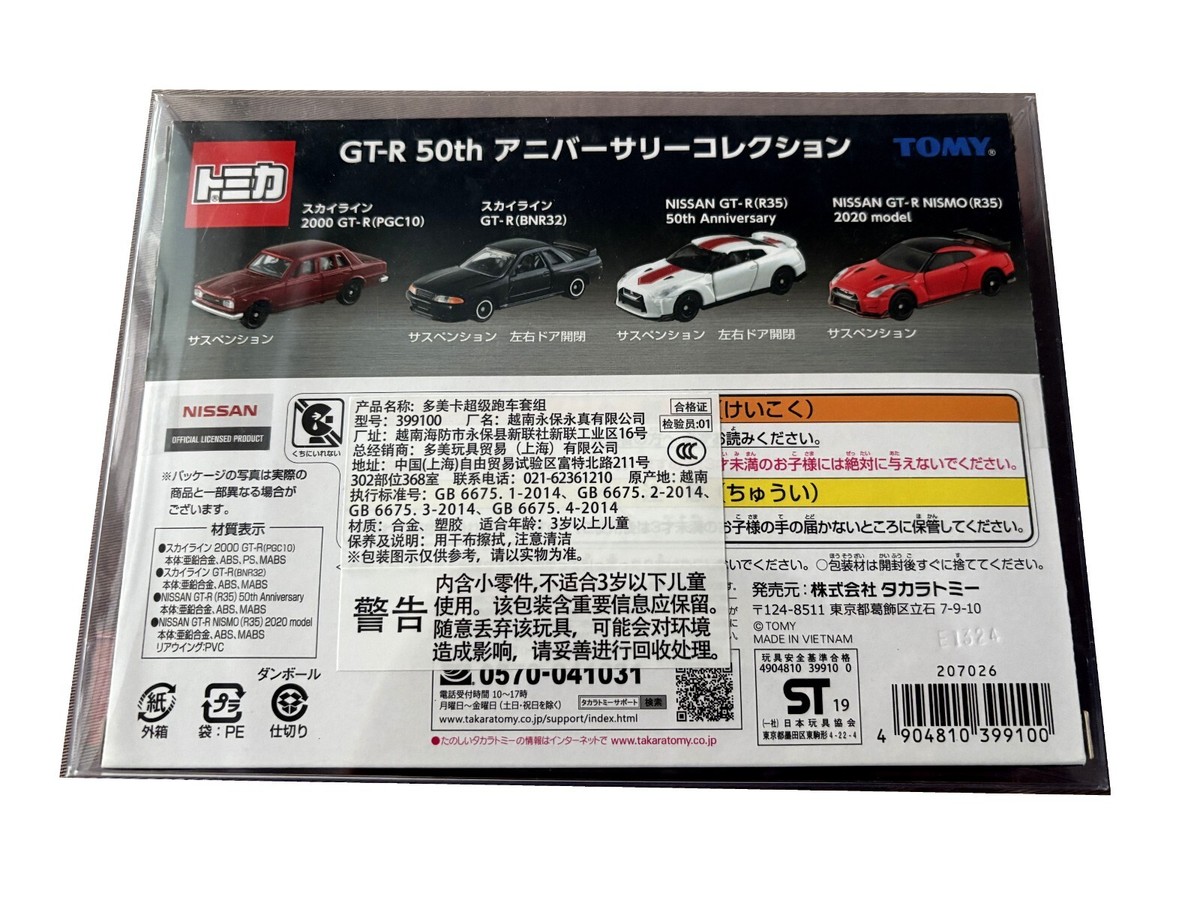 GT-R 50th アニバーサリーコレクション
TOMY®
トミカ
スカイライン
2000 GT-R(PGC10)
スカイライン
GT-R(BNR32)
NISSAN GT-R(R35)
50th Anniversary
NISSAN GT-R NISMO(R35)
2020 model
サスペンション
サスペンション 左右ドア開閉
サスペンション 左右ドア開閉
サスペンション
NISSAN
OFFICIAL LICENSED PRODUCT
くちにいれない
※パッケージの写真は実際の
商品と一部異なる場合が
ございます。
材質表示
●スカイライン 2000 GT-R(PGC10)
本体:亜鉛合金、ABS、PS、MABS
●スカイライン GT-R(BNR32)
本体:亜鉛合金、ABS、MABS
●NISSAN GT-R (R35) 50th Anniversary
本体:亜鉛合金、ABS、MABS
●NISSAN GT-R NISMO (R35) 2020 model
本体:亜鉛合金、ABS、MABS
リアウイング:PVC
紙
外箱
プラ
袋:PE
ダンボール
仕切り
产品名称: 多美卡超级跑车套组
合格证
型号: 399100 厂名: 越南永保永真有限公司
检验员:01
厂址: 越南海防市永保县新联社新联工业区16号
总经销商: 多美玩具贸易(上海)有限公司
CCC
地址: 中国(上海)自由贸易试验区富特北路211号
302部位368室 联系电话: 021-62361210 原产地: 越南
执行标准号: GB 6675.1-2014、GB 6675.2-2014、
GB 6675.3-2014、GB 6675.4-2014
材质: 合金、塑胶 适合年龄: 3岁以上儿童
保养及说明: 用干布擦拭,注意清洁
※包装图示仅供参考,请以实物为准。
警告
内含小零件,不适合3岁以下儿童
使用。该包装含重要信息应保留。
随意丢弃该玩具,可能会对环境
造成影响,请妥善进行回收处理。
(けいこく)
お読みください。
未満のお子様には絶対に与えないでください。
(ちゅうい)
お子様の手の届かないところに保管してください。
いでください。○包装材は開封後すぐに捨ててください。
発売元:株式会社 タカラトミー
〒124-8511 東京都葛飾区立石 7-9-10
©TOMY
MADE IN VIETNAM
E1324
0570-041031
電話受付時間 10~17時
月曜日~金曜日(土・日・祝日を除く)
タカラトミーサポート 検索
www.takaratomy.co.jp/support/index.html
●たのしいタカラトミーの情報はインターネットで www.takaratomy.co.jp
玩具安全基準合格
4904810 39910 0
ST 19
(一社)日本玩具協会
東京都墨田区東駒形4-22-4
207026
4 904810 399100